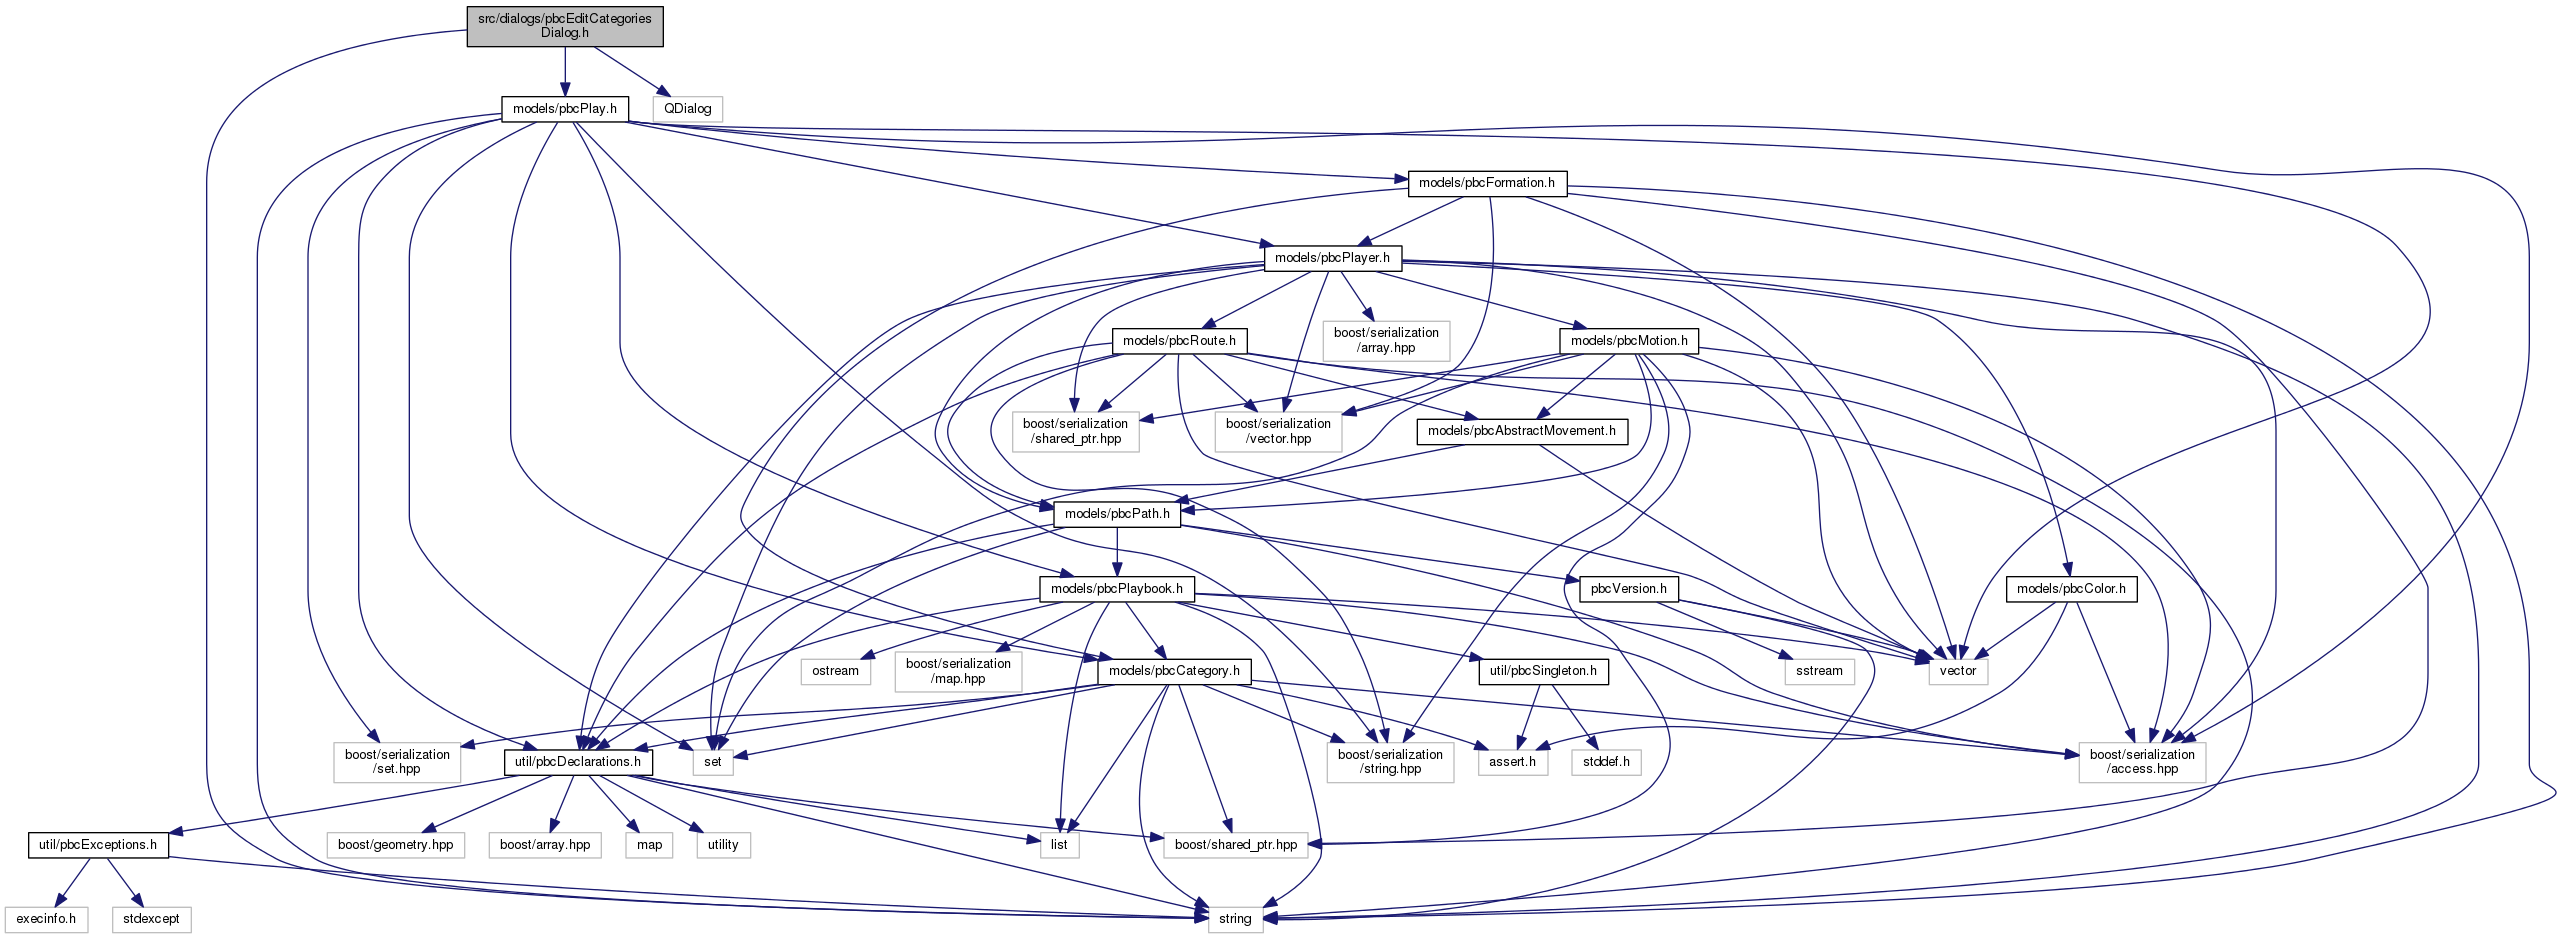 src/dialogs/pbcEditCategories
Dialog.h
models/pbcPlay.h
QDialog
models/pbcFormation.h
models/pbcPlayer.h
boost/serialization
/array.hpp
models/pbcRoute.h
models/pbcMotion.h
boost/serialization
/shared_ptr.hpp
boost/serialization
/vector.hpp
models/pbcAbstractMovement.h
models/pbcPath.h
models/pbcPlaybook.h
pbcVersion.h
models/pbcColor.h
ostream
boost/serialization
/map.hpp
models/pbcCategory.h
util/pbcSingleton.h
sstream
vector
boost/serialization
/set.hpp
util/pbcDeclarations.h
set
boost/serialization
/string.hpp
assert.h
stddef.h
boost/serialization
/access.hpp
util/pbcExceptions.h
boost/geometry.hpp
boost/array.hpp
map
utility
list
boost/shared_ptr.hpp
execinfo.h
stdexcept
string